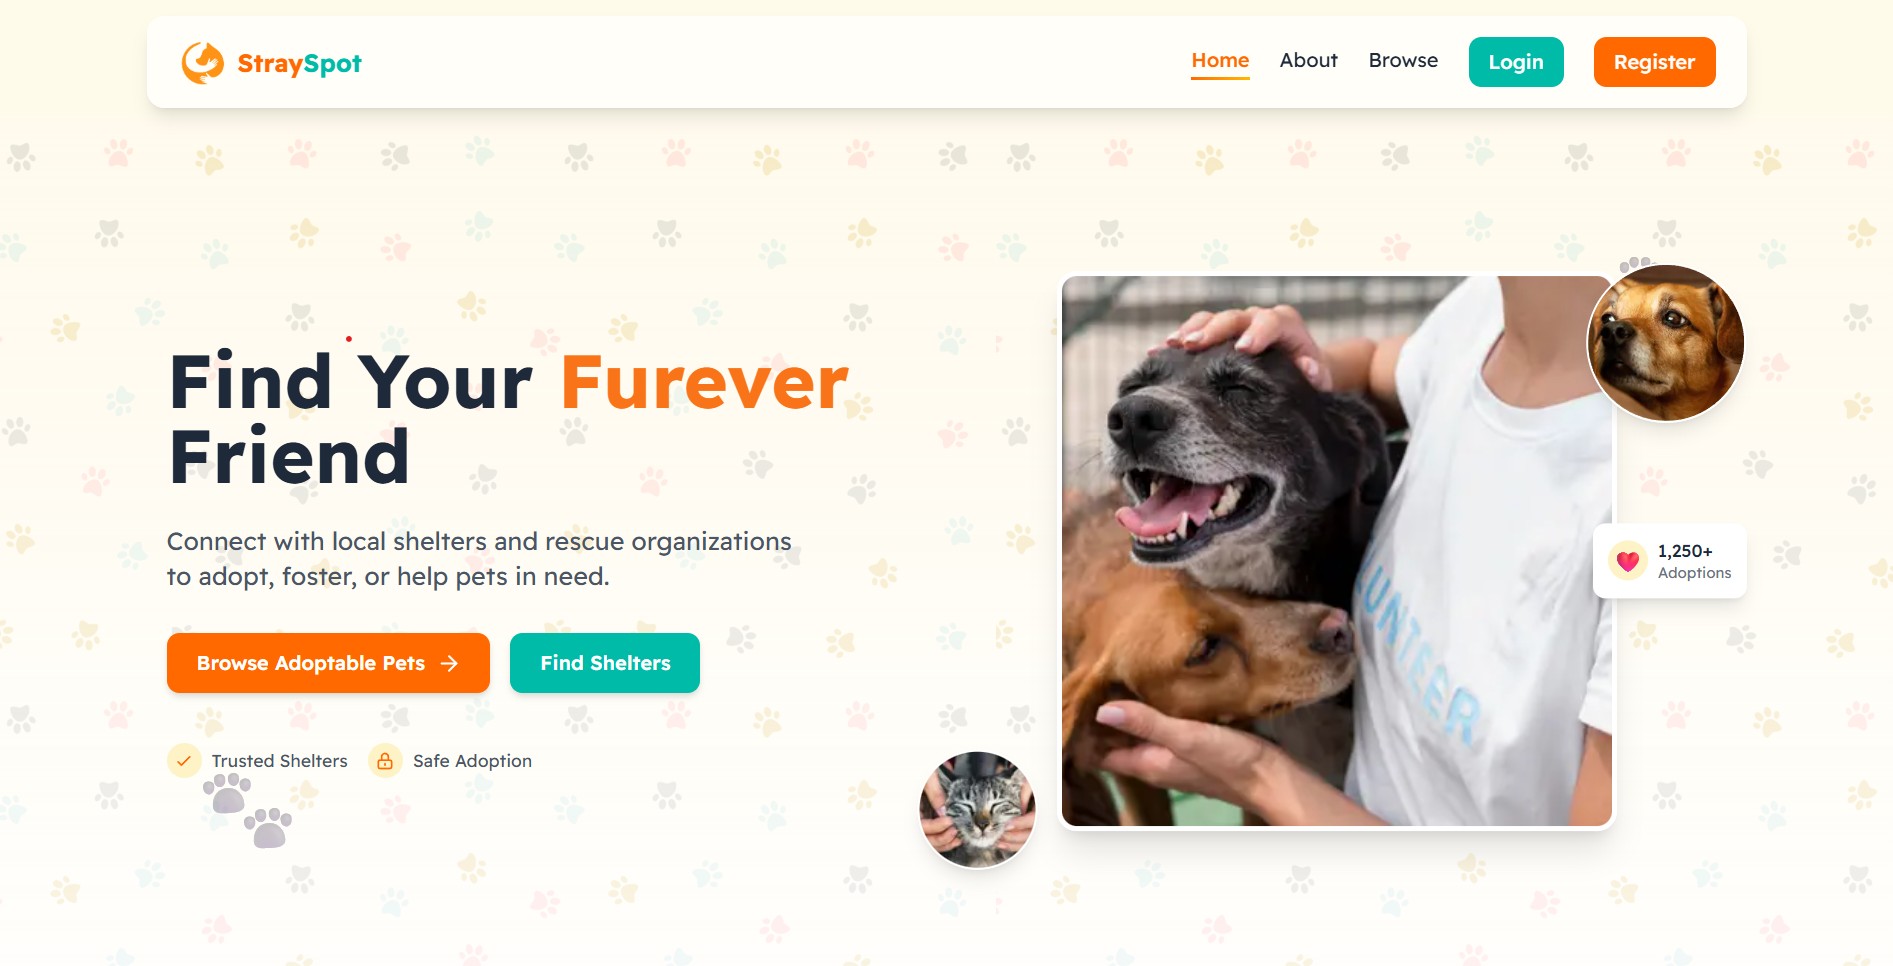 StraySpot
Home
About
Browse
Login
Register
Find Your Furever
Friend
Connect with local shelters and rescue organizations
to adopt, foster, or help pets in need.
Browse Adoptable Pets
Find Shelters
Trusted Shelters
Safe Adoption
1,250+
Adoptions
UNTEER